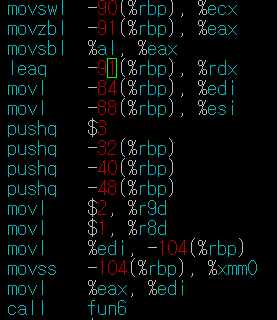 movswl -90(%rbp), %ecx
movzbl -91(%rbp), %eax
movsbl %al, %eax
leaq -91(%rbp), %rdx
movl -84(%rbp), %edi
movl -88(%rbp), %esi
pushq $3
pushq -32(%rbp)
pushq -40(%rbp)
pushq -48(%rbp)
movl $2, %r9d
movl $1, %r8d
movl %edi, -104(%rbp)
movss -104(%rbp), %xmm0
movl %eax, %edi
call fun6